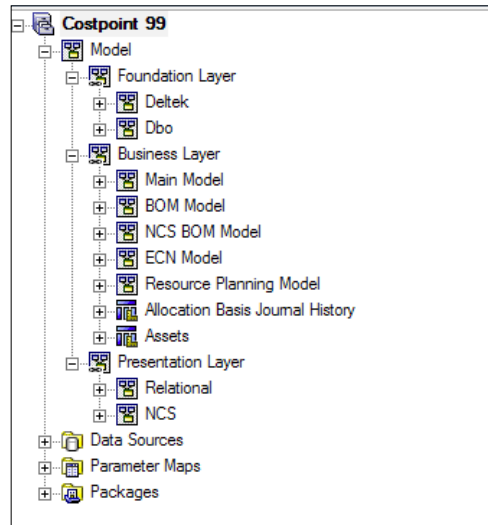 Costpoint 99
Model
Foundation Layer
Deltek
Dbo
Business Layer
Main Model
BOM Model
NCS BOM Model
ECN Model
Resource Planning Model
Allocation Basis Journal History
Assets
Presentation Layer
Relational
NCS
Data Sources
Parameter Maps
Packages